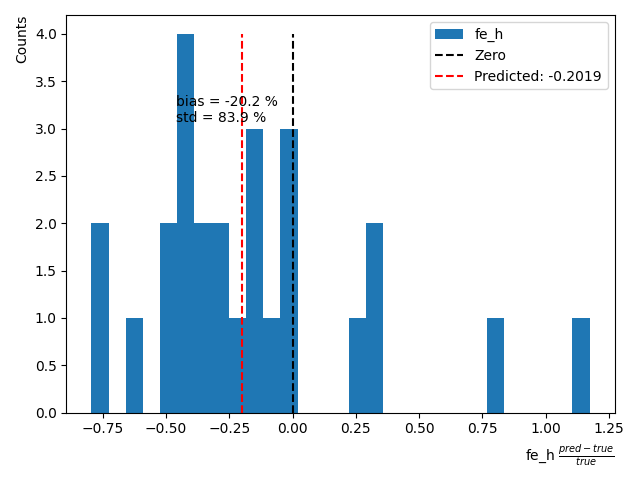 Counts
4.0
3.5
3.0
2.5
2.0
1.5
1.0
0.5
0.0
fe_h
Zero
Predicted: -0.2019
bias = -20.2 %
std = 83.9 %
−0.75 −0.50 −0.25 0.00 0.25 0.50 0.75 1.00 1.25
fe_h pred−true/true